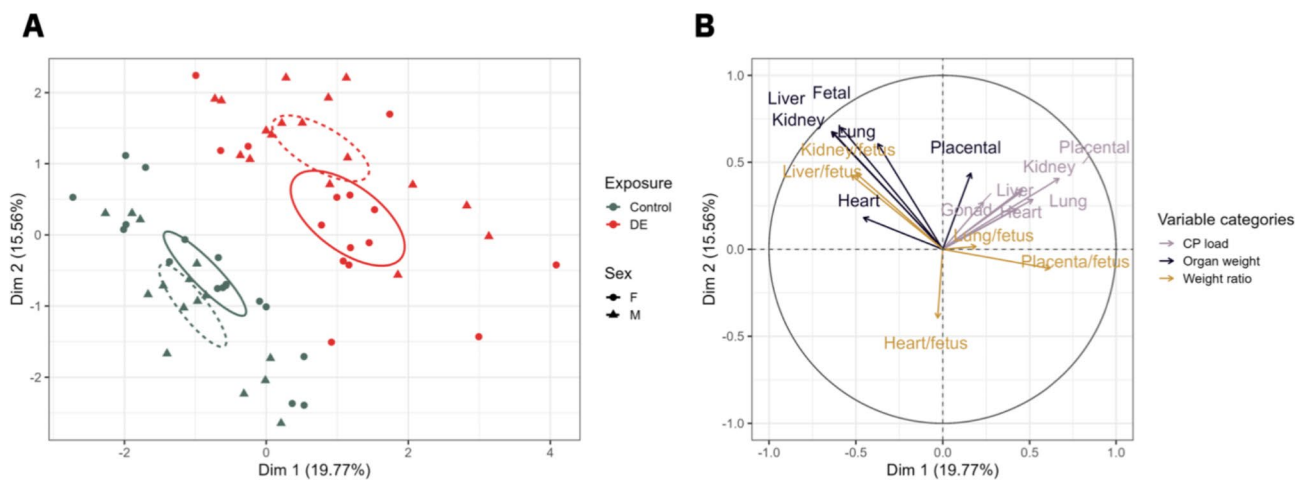 A
B
2
1
0
-1
-2
Dim 2 (15.56%)
-2
0
2
4
Dim 1 (19.77%)
Exposure
Control
DE
Sex
F
M
1.0
0.5
0.0
-0.5
-1.0
Dim 2 (15.56%)
-1.0
-0.5
0.0
0.5
1.0
Dim 1 (19.77%)
Liver
Fetal
Kidney
Lung
Kidney/fetus
Liver/fetus
Heart
Placental
Placental
Kidney
Liver
Lung
Gonad
Heart
Lung/fetus
Placenta/fetus
Heart/fetus
Variable categories
CP load
Organ weight
Weight ratio